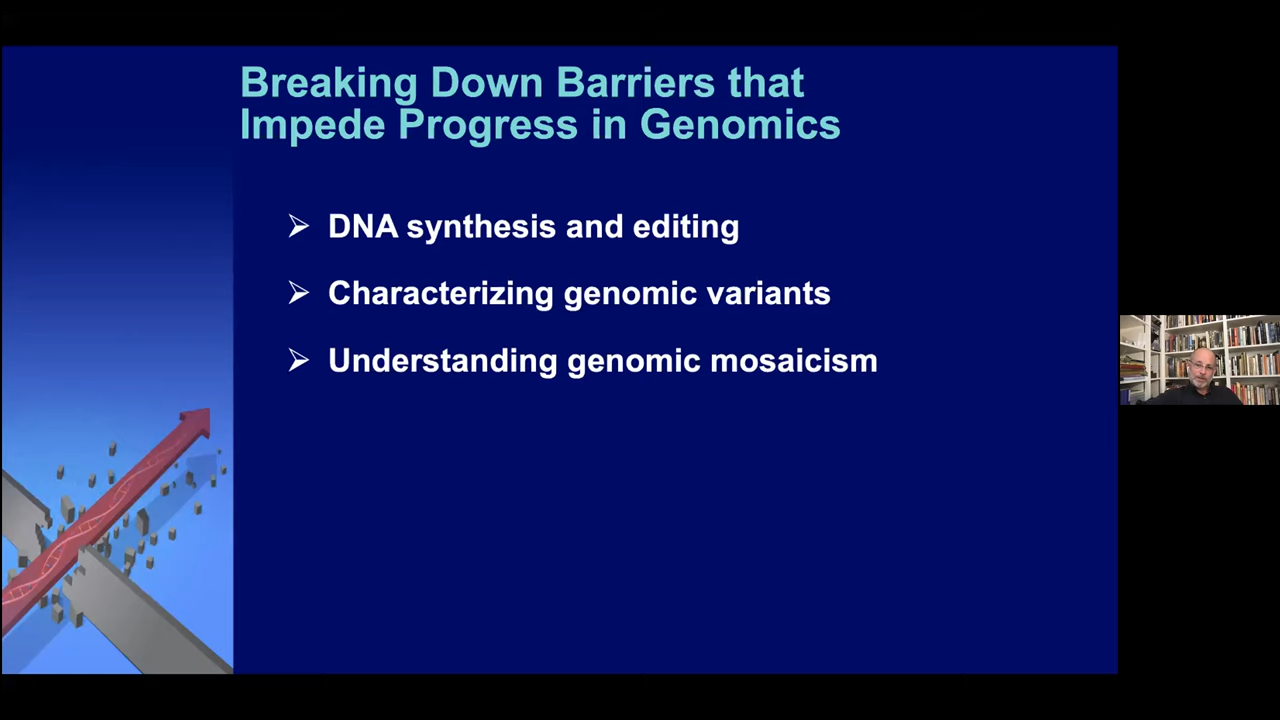 Breaking Down Barriers that
Impede Progress in Genomics
DNA synthesis and editing
Characterizing genomic variants
Understanding genomic mosaicism